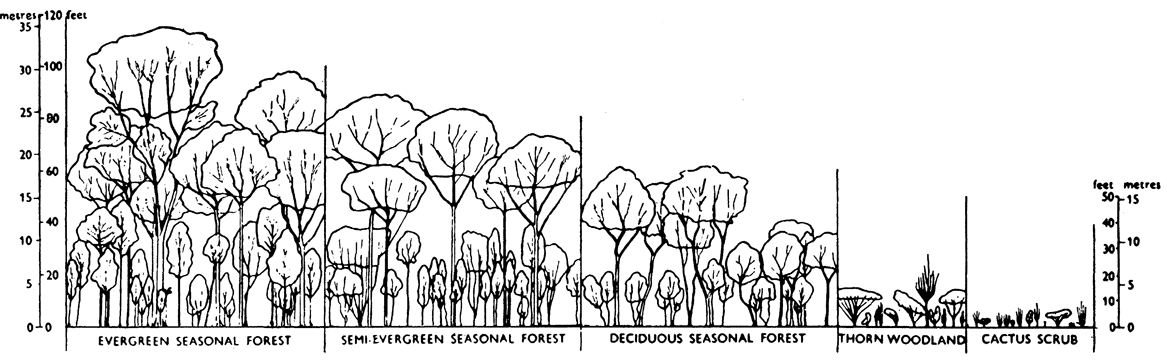 metres 120 feet
35
30 100
25 80
20
60
15
40
10
20
5
0 0
feet metres
50 15
40
30 10
20
5
10
0 0
EVERGREEN SEASONAL FOREST
SEMI-EVERGREEN SEASONAL FOREST
DECIDUOUS SEASONAL FOREST
THORN WOODLAND
CACTUS SCRUB